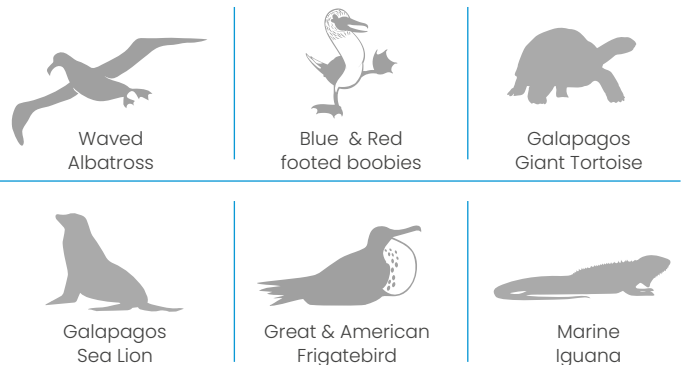 Waved
Albatross
Blue & Red
footed boobies
Galapagos
Giant Tortoise
Galapagos
Sea Lion
Great & American
Frigatebird
Marine
Iguana